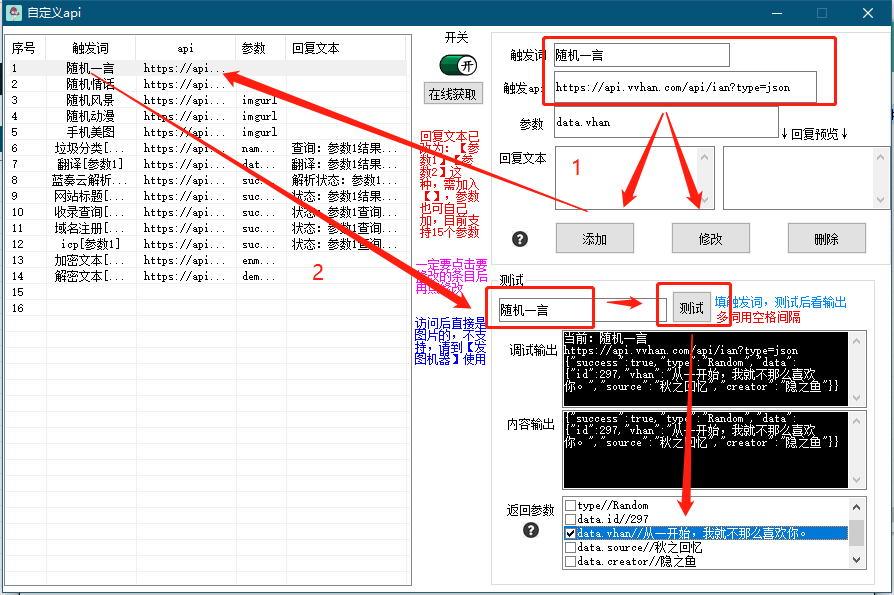 自定义api
序号 触发词 api 参数 回复文本
1 随机一言 https://api...
2 随机情话 https://api...
3 随机风景 https://api... imgurl
4 随机动漫 https://api... imgurl
5 手机美图 https://api... imgurl
6 垃圾分类[... https://api... nam... 查询: 参数1结果...
7 翻译[参数1] https://api... dat... 翻译: 参数1结果...
8 蓝奏云解析... https://api... suc... 解析状态: 参数1...
9 网站标题[... https://api... suc... 状态: 参数1结果...
10 收录查询[... https://api... suc... 状态: 参数1查询...
11 域名注册[... https://api... suc... 状态: 参数1查询...
12 icp[参数1] https://api... suc... 状态: 参数1查询...
13 加密文本[... https://api... enm...
14 解密文本[... https://api... dem...
15
16
2
开关
开
在线获取
回复文本已
改为:【参
数1】【参
数2】这
种, 需加入
【】, 参数
也可自己
加, 目前支
持15个参数
一定要点击要
修改的条目后
再点修改
访问后直接是
图片的, 不支
持, 请到【发
图机器】使用
触发词 随机一言
触发api https://api.vvhan.com/api/ian?type=json
参数 data.vhan
↓回复预览↓
回复文本
1
添加 修改 删除
测试
随机一言 测试
填触发词, 测试后看输出
多词用空格间隔
调试输出
当前: 随机一言
https://api.vvhan.com/api/ian?type=json
{"success":true,"type":"Random","data":
{"id":297,"vhan":"从一开始, 我就不那么喜欢
你。","source":"秋之回忆","creator":"隐之鱼"}}
内容输出
{"success":true,"type":"Random","data":
{"id":297,"vhan":"从一开始, 我就不那么喜欢
你。","source":"秋之回忆","creator":"隐之鱼"}}
返回参数
type//Random
data.id//297
data.vhan//从一开始, 我就不那么喜欢你。
data.source//秋之回忆
data.creator//隐之鱼